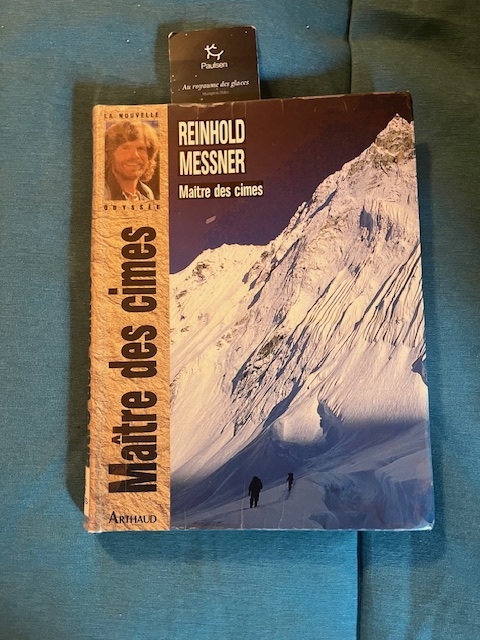 Paulsen
Au royaume des glaces
LA NOUVELLE
ODYSSÉE
REINHOLD
MESSNER
Maître des cimes
Maître des cimes
ARTHAUD